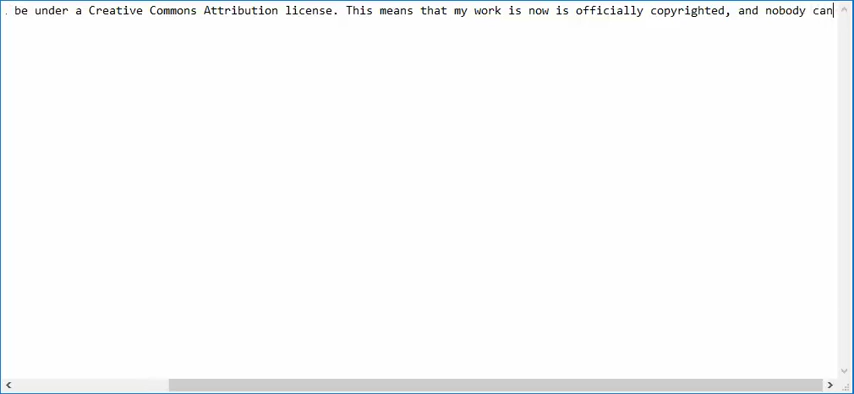 be under a Creative Commons Attribution license. This means that my work is now is officially copyrighted, and nobody can